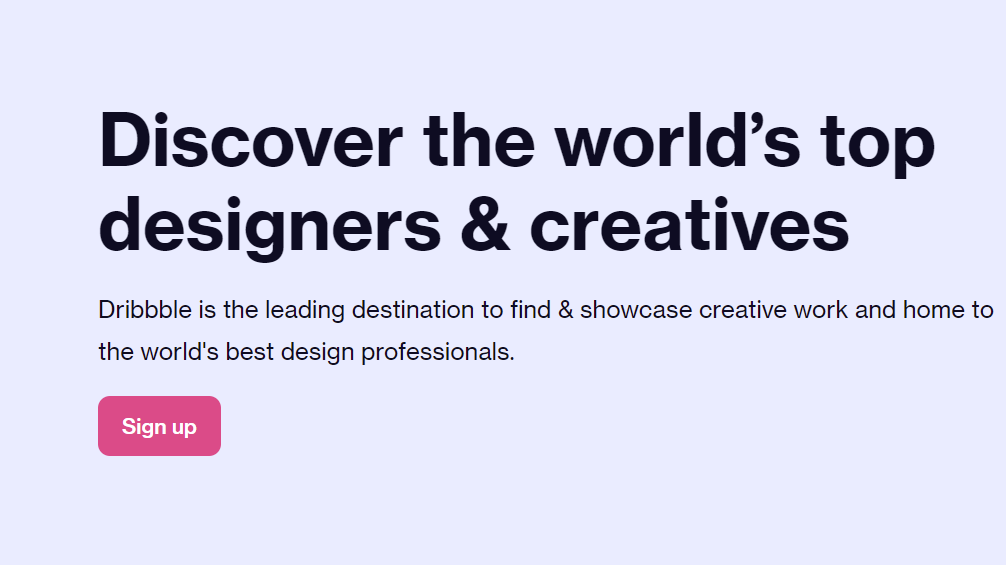 Discover the world’s top
designers & creatives
Dribbble is the leading destination to find & showcase creative work and home to
the world's best design professionals.
Sign up